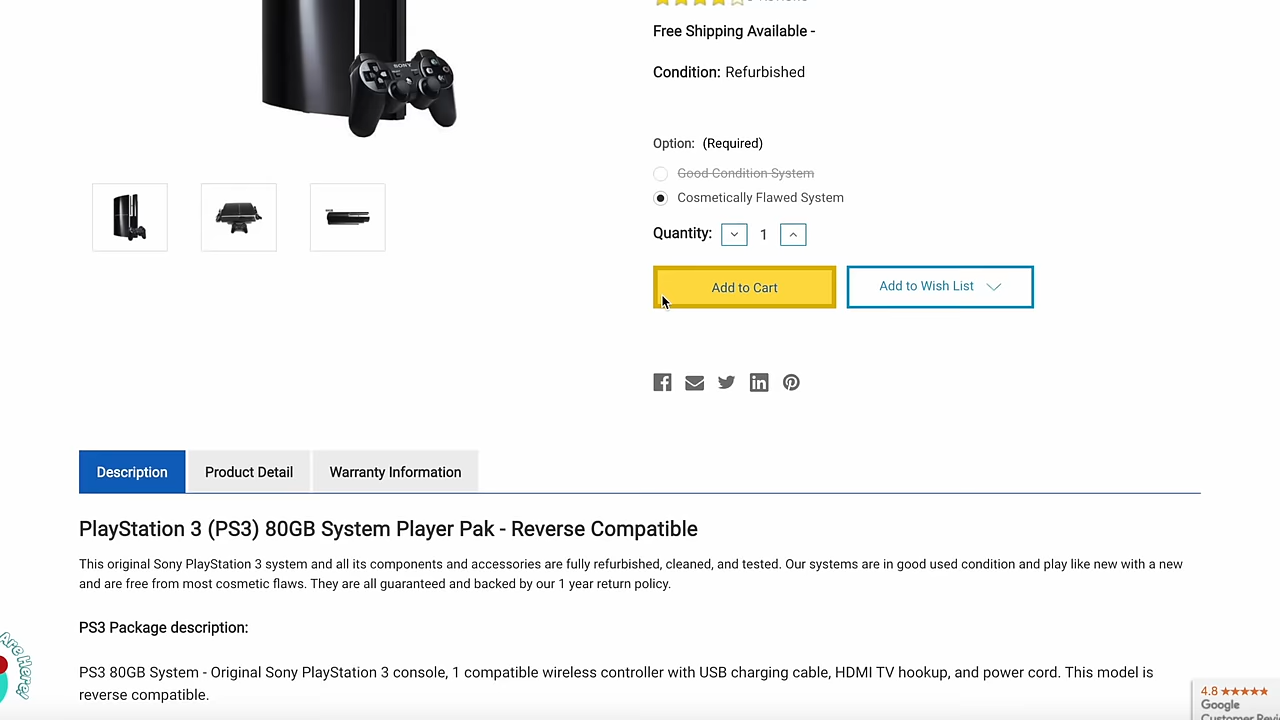 Free Shipping Available -
Condition: Refurbished
Option: (Required)
Good Condition System
Cosmetically Flawed System
Quantity: 1
Add to Cart
Add to Wish List
Description
Product Detail
Warranty Information
PlayStation 3 (PS3) 80GB System Player Pak - Reverse Compatible
This original Sony PlayStation 3 system and all its components and accessories are fully refurbished, cleaned, and tested. Our systems are in good used condition and play like new with a new
and are free from most cosmetic flaws. They are all guaranteed and backed by our 1 year return policy.
PS3 Package description:
PS3 80GB System - Original Sony PlayStation 3 console, 1 compatible wireless controller with USB charging cable, HDMI TV hookup, and power cord. This model is
reverse compatible.
Are Here!
4.8
Google
Customer
SONY